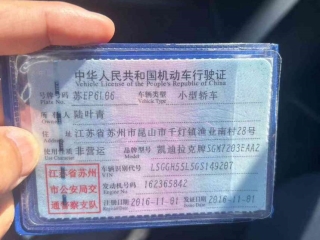 中华人民共和国机动车行驶证
Vehicle License of the People's Republic of China
号牌号码 苏EP6L06 车辆类型 小型轿车
Plate No. Vehicle Type
所有人 陆叶青
Owner
住 址 江苏省苏州市昆山市千灯镇渔业南村28号
Address
使用性质 非营运 品牌型号 凯迪拉克牌SGM7203EAA2
Use Character Model
江苏省苏州市公安局交通警察支队
车辆识别代号 LSGGH55L5GS149207
VIN
发动机号码 162365842
Engine No.
注册日期 2016-11-01 发证日期 2016-11-01
Register Date Issue Date